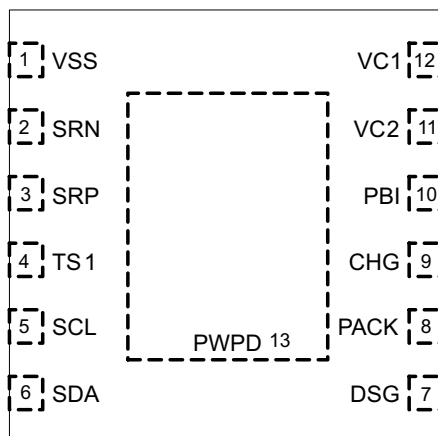 1 VSS
2 SRN
3 SRP
4 TS1
5 SCL
6 SDA
PWPD 13
VC1 12
VC2 11
PBI 10
CHG 9
PACK 8
DSG 7